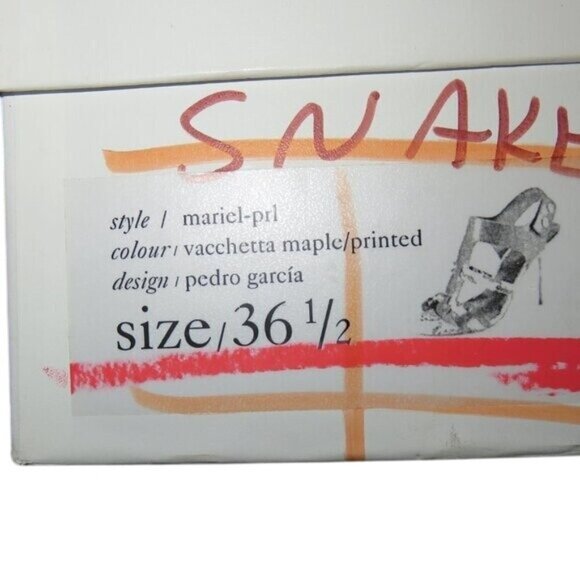 SNAKE
style / mariel-prl
colour / vacchetta maple/printed
design / pedro garcía
size / 36 1/2